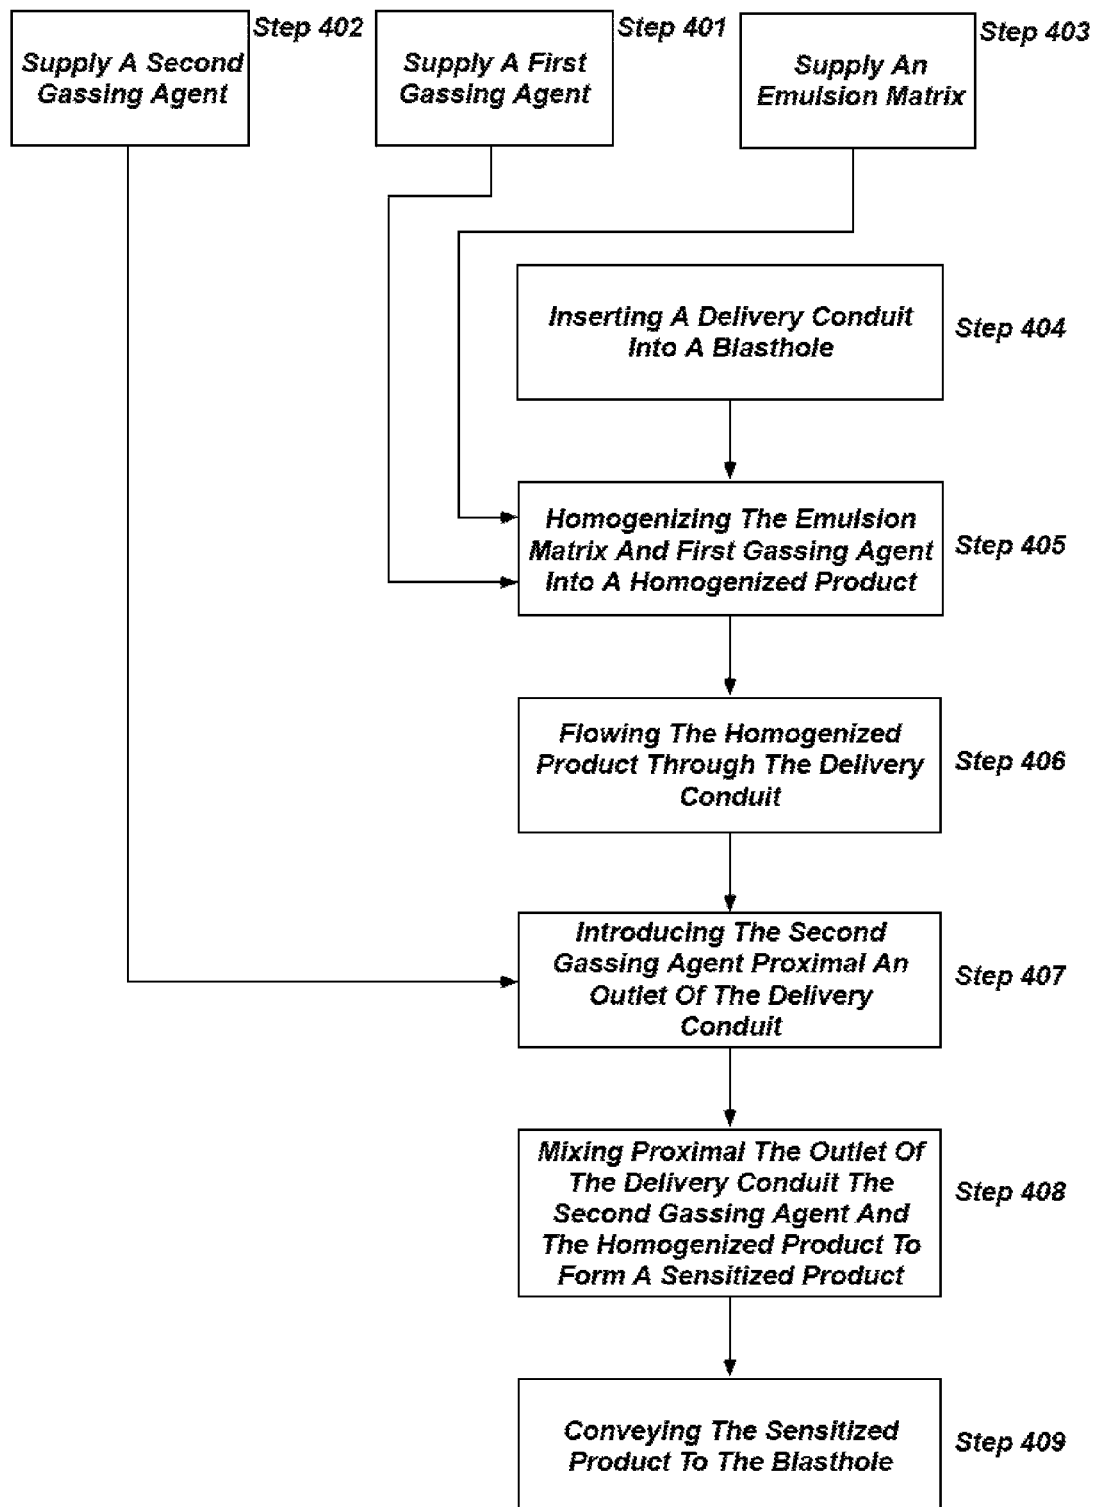 Step 402
Supply A Second
Gassing Agent
Step 401
Supply A First
Gassing Agent
Step 403
Supply An
Emulsion Matrix
Inserting A Delivery Conduit
Into A Blasthole
Step 404
Homogenizing The Emulsion
Matrix And First Gassing Agent
Into A Homogenized Product
Step 405
Flowing The Homogenized
Product Through The Delivery
Conduit
Step 406
Introducing The Second
Gassing Agent Proximal An
Outlet Of The Delivery
Conduit
Step 407
Mixing Proximal The Outlet Of
The Delivery Conduit The
Second Gassing Agent And
The Homogenized Product To
Form A Sensitized Product
Step 408
Conveying The Sensitized
Product To The Blasthole
Step 409